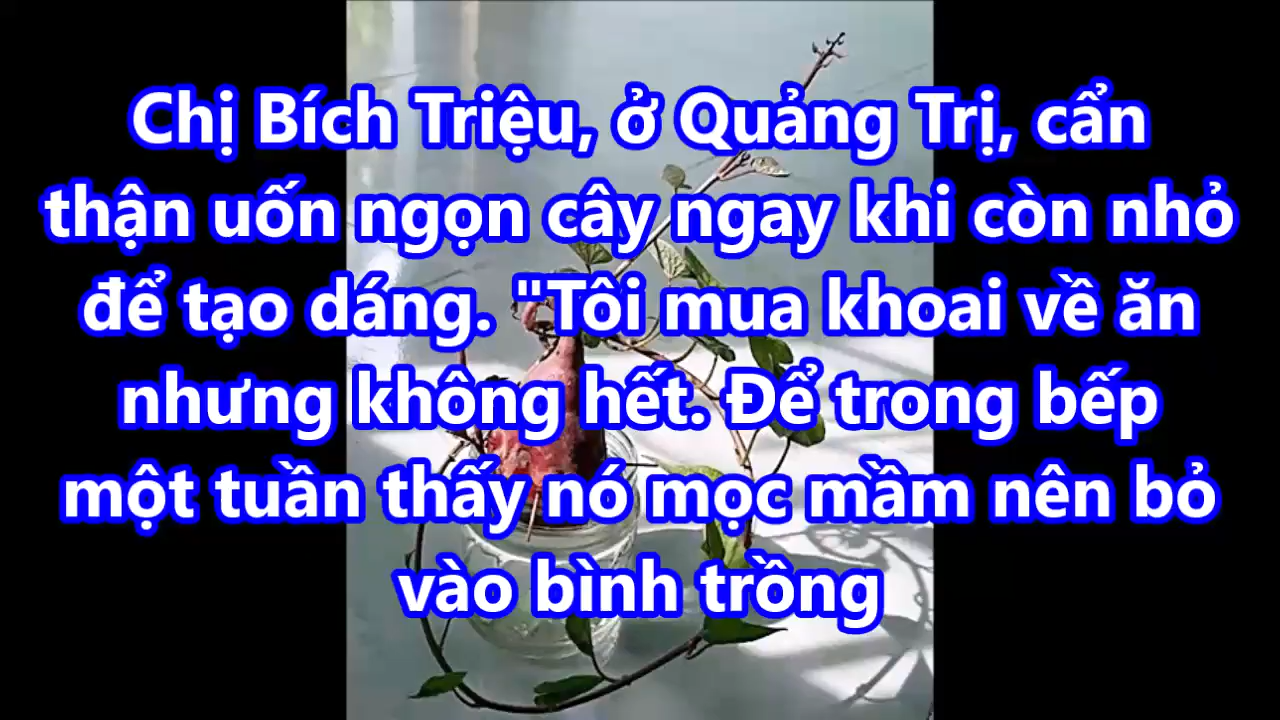 Chị Bích Triệu, ở Quảng Trị, cẩn
thận uốn ngọn cây ngay khi còn nhỏ
để tạo dáng. "Tôi mua khoai về ăn
nhưng không hết. Để trong bếp
một tuần thấy nó mọc mầm nên bỏ
vào bình trồng